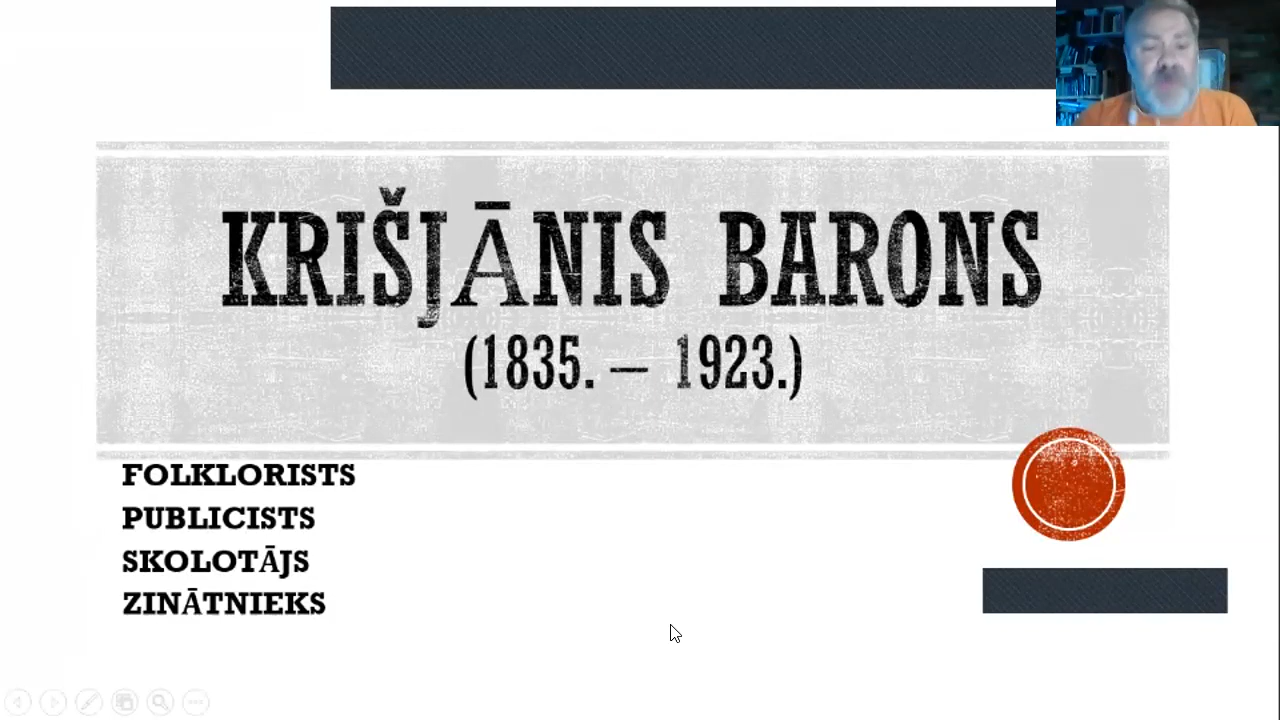 KRIŠJĀNIS BARONS
(1835. – 1923.)
FOLKLORISTS
PUBLICISTS
SKOLOTĀJS
ZINĀTNIEKS